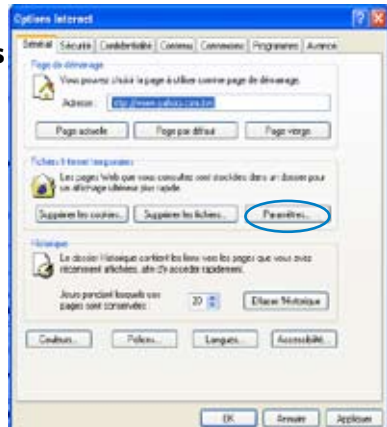 Options Internet
Général Sécurité Confidentialité Contenu Connexions Programmes Avancé
Page de démarrage
Vous pouvez choisir la page à utiliser comme page de démarrage.
Adresse :
Page actuelle Page par défaut Page vierge
Fichiers Internet temporaires
Les pages Web que vous consultez sont stockées dans un dossier pour
un affichage ultérieur plus rapide.
Supprimer les cookies... Supprimer les fichiers... Paramètres...
Historique
Le dossier Historique contient les liens vers les pages que vous avez
récemment affichées, afin d'y accéder rapidement.
Jours pendant lesquels ces
pages sont conservées :
20
Effacer l'Historique
Couleurs... Polices... Langues... Accessibilité...
OK Annuler Appliquer